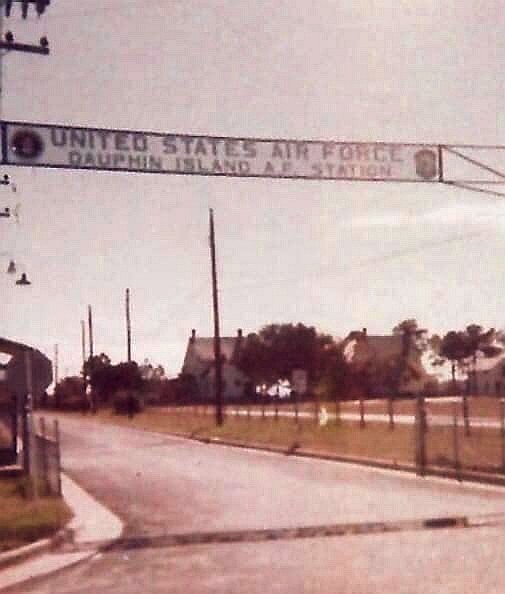 UNITED STATES AIR FORCE
DAUPHIN ISLAND A.F. STATION